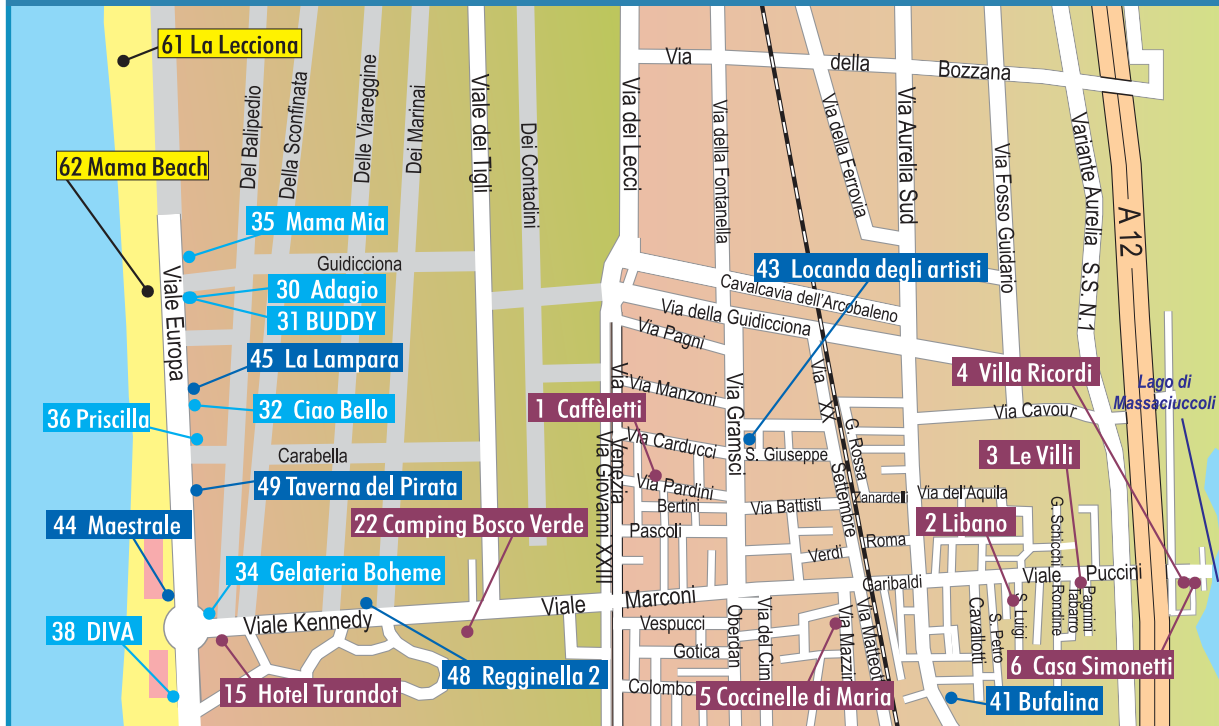 61 La Lecciona
62 Mama Beach
Del Balipedio
Della Sconfinata
Delle Viareggine
Dei Marinai
Viale dei Tigli
Dei Contadini
Via dei Lecci
Via della Bozzana
Via della Fontanella
Via della Ferrovia
Via Aurelia Sud
Via Fosso Guidario
Variante Aurelia S.S. N.1
A 12
35 Mama Mia
Guidicciona
30 Adagio
31 BUDDY
Viale Europa
45 La Lampara
36 Priscilla
32 Ciao Bello
Carabella
49 Taverna del Pirata
44 Maestrale
34 Gelateria Boheme
38 DIVA
Viale Kennedy
15 Hotel Turandot
48 Regginella 2
22 Camping Bosco Verde
1 Caffèletti
43 Locanda degli artisti
Cavalcavia dell'Arcobaleno
Via della Guidicciona
Via Pagni
Via Manzoni
Via Carducci
Via Pardini
Bertini
Pascoli
Via Venezia
Via Giovanni XXIII
Via Gramsci
S. Giuseppe
Via Battisti
Verdi
Via XX Settembre
G. Rossa
Zanardelli
Roma
Garibaldi
Via Cavour
4 Villa Ricordi
Lago di
Massaciuccoli
3 Le Villi
Via del'Aquila
2 Libano
G. Schicchi
Rondine
Tabarro
Pagnini
Viale Puccini
Viale Marconi
Vespucci
Gotica
Colombo
Oberdan
Via del Cim
Via Mazzini
Via Matteot
Cavallotti
S. Petro
S. Luigi
5 Coccinelle di Maria
6 Casa Simonetti
41 Bufalina